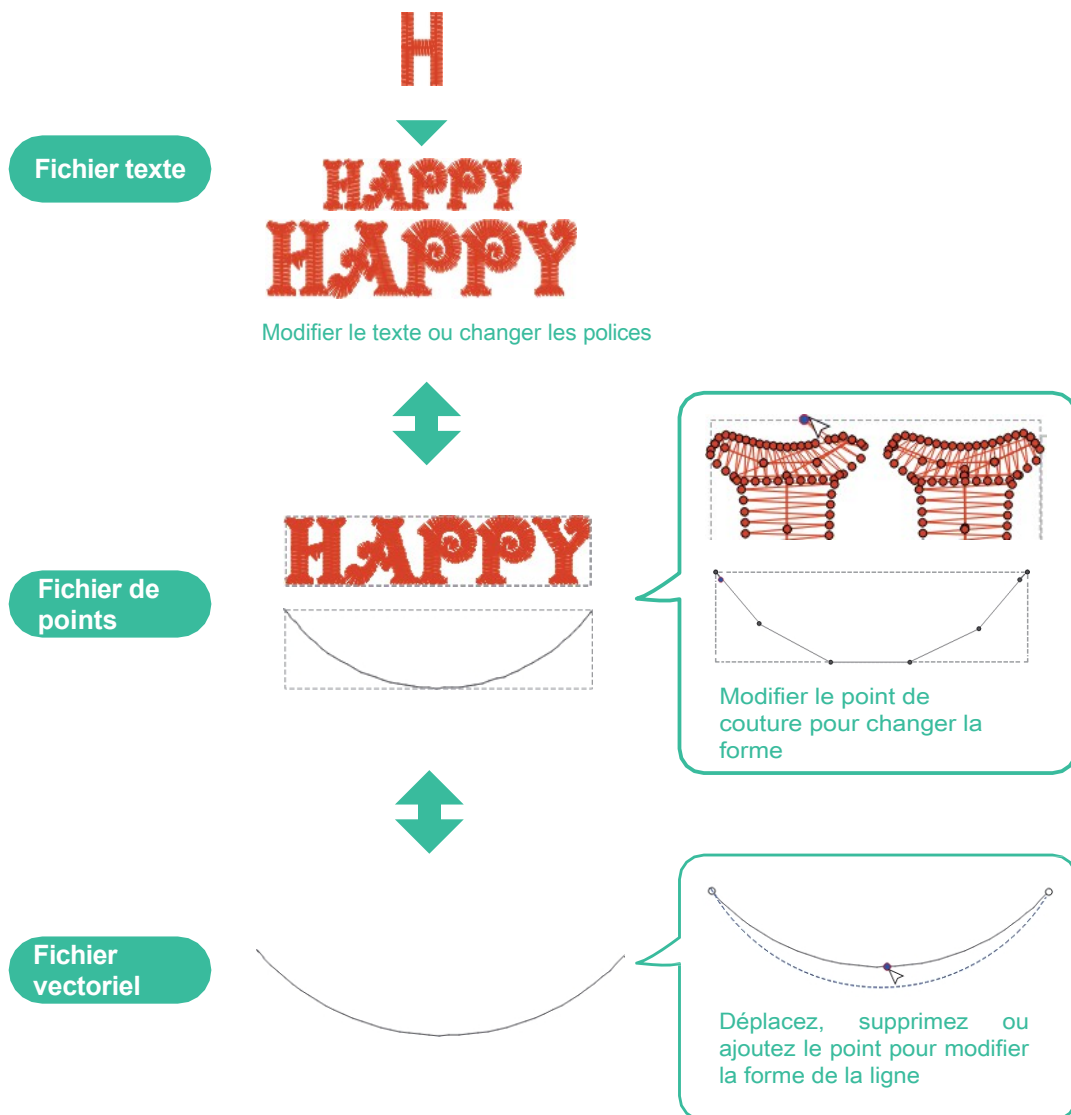 H
Fichier texte
HAPPY
HAPPY
Modifier le texte ou changer les polices
Fichier de
points
HAPPY
Modifier le point de
couture pour changer la
forme
Fichier
vectoriel
Déplacez, supprimez ou
ajoutez le point pour modifier
la forme de la ligne